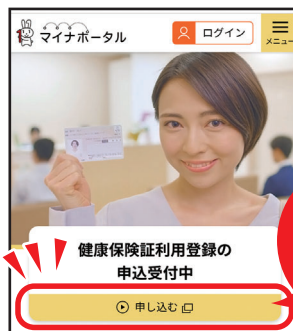 マイナポータル
ログイン
メニュー
健康保険証利用登録の
申込受付中
申し込む